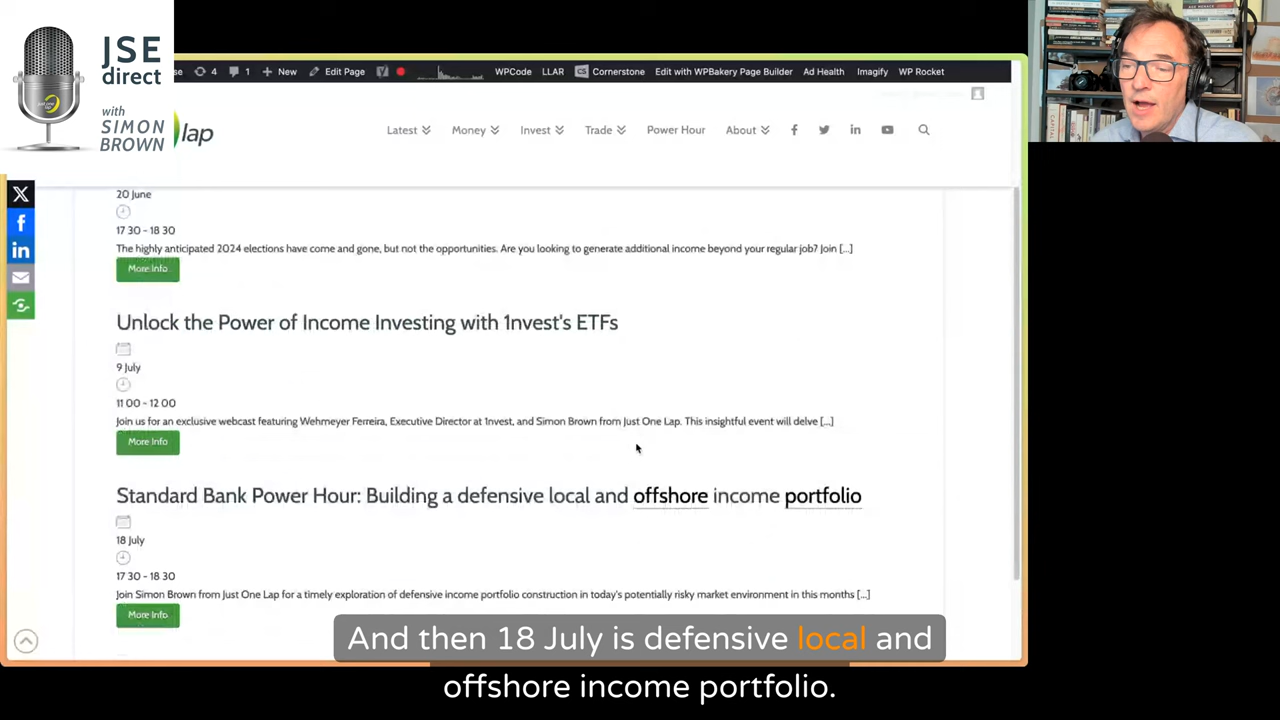 JSE
direct
with
SIMON
BROWN
just one
lap
se
4
1
New
Edit Page
WPCode
LLAR
CS
Cornerstone
Edit with WPBakery Page Builder
Ad Health
Imagify
WP Rocket
lap
Latest
Money
Invest
Trade
Power Hour
About
20 June
17 30 - 18 30
The highly anticipated 2024 elections have come and gone, but not the opportunities. Are you looking to generate additional income beyond your regular job? Join [...]
More Info
Unlock the Power of Income Investing with 1nvest's ETFs
9 July
11 00 - 12 00
Join us for an exclusive webcast featuring Wehmeyer Ferreira, Executive Director at 1nvest, and Simon Brown from Just One Lap. This insightful event will delve [...]
More Info
Standard Bank Power Hour: Building a defensive local and offshore income portfolio
18 July
17 30 - 18 30
Join Simon Brown from Just One Lap for a timely exploration of defensive income portfolio construction in today's potentially risky market environment in this months [...]
More Info
And then 18 July is defensive local and
offshore income portfolio.